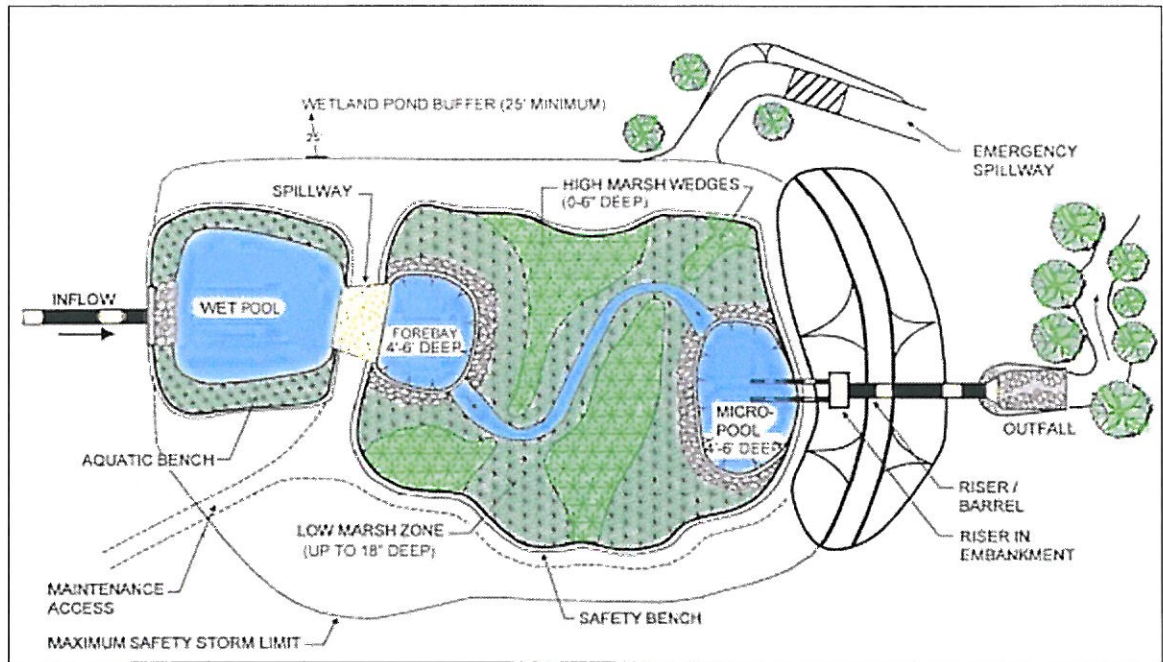 WETLAND POND BUFFER (25' MINIMUM)
25'
EMERGENCY
SPILLWAY
SPILLWAY
HIGH MARSH WEDGES
(0-6" DEEP)
INFLOW
WET POOL
FOREBAY
4'-6' DEEP
MICRO-
POOL
4'-6' DEEP
OUTFALL
AQUATIC BENCH
RISER /
BARREL
LOW MARSH ZONE
(UP TO 18" DEEP)
RISER IN
EMBANKMENT
MAINTENANCE
ACCESS
SAFETY BENCH
MAXIMUM SAFETY STORM LIMIT